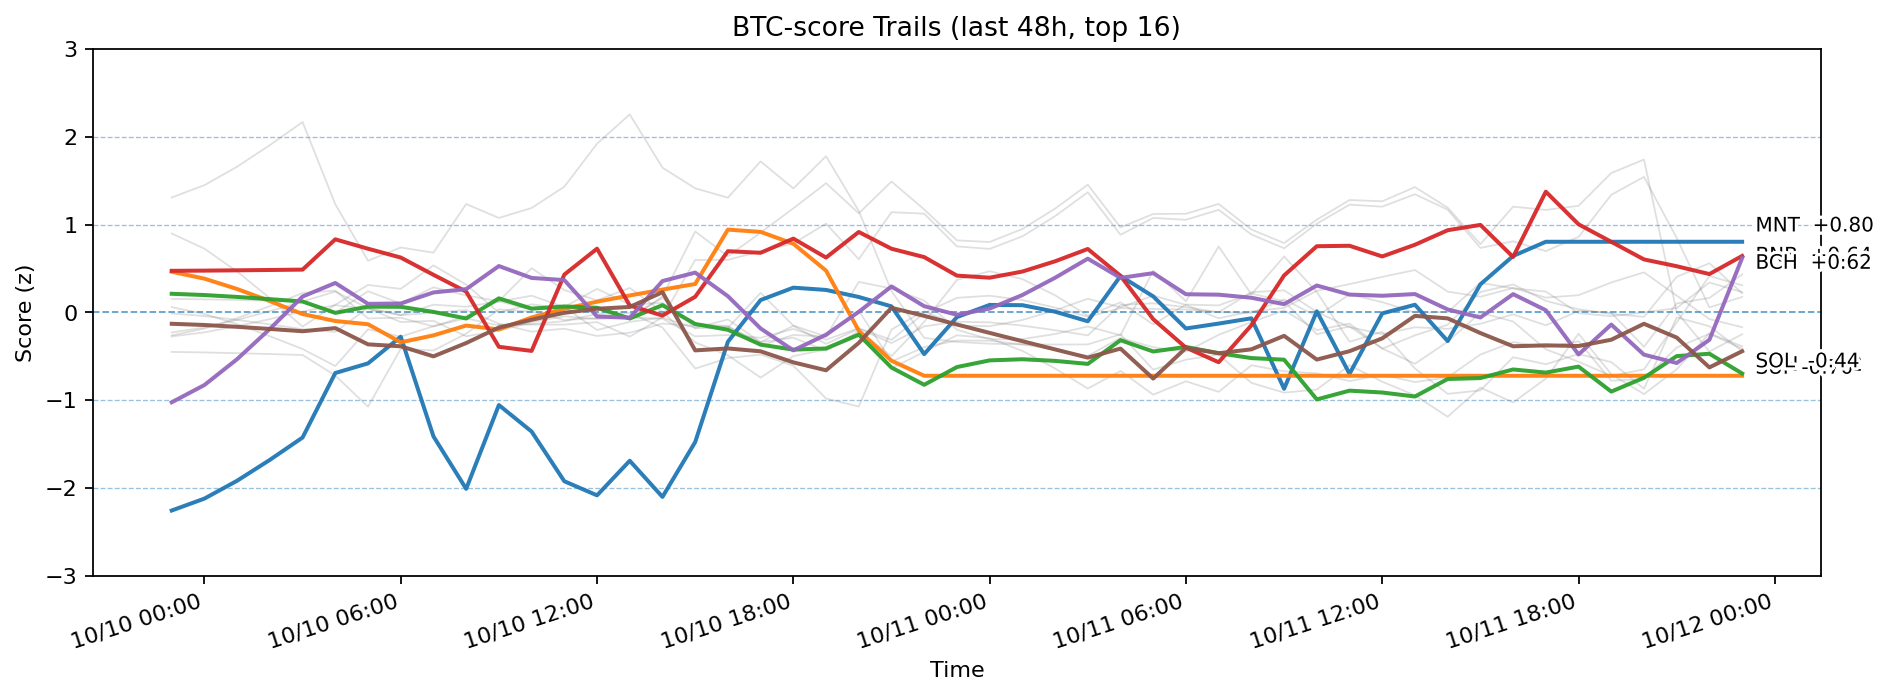 BTC-score Trails (last 48h, top 16)
Score (z)
3
2
1
0
−1
−2
−3
MNT +0.80
BCH +0.62
SOL -0.44
10/10 00:00
10/10 06:00
10/10 12:00
10/10 18:00
10/11 00:00
10/11 06:00
10/11 12:00
10/11 18:00
10/12 00:00
Time